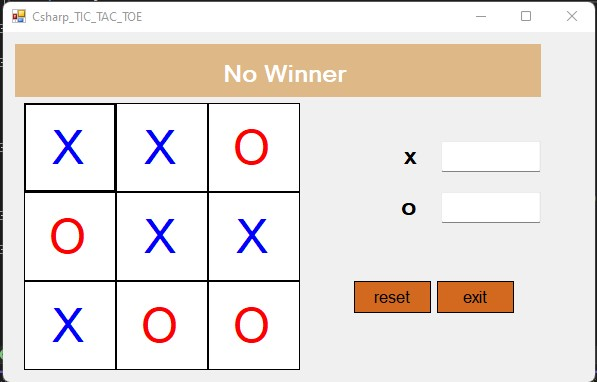 Csharp_TIC_TAC_TOE
No Winner
X X O
O X X
X O O
x
o
reset exit